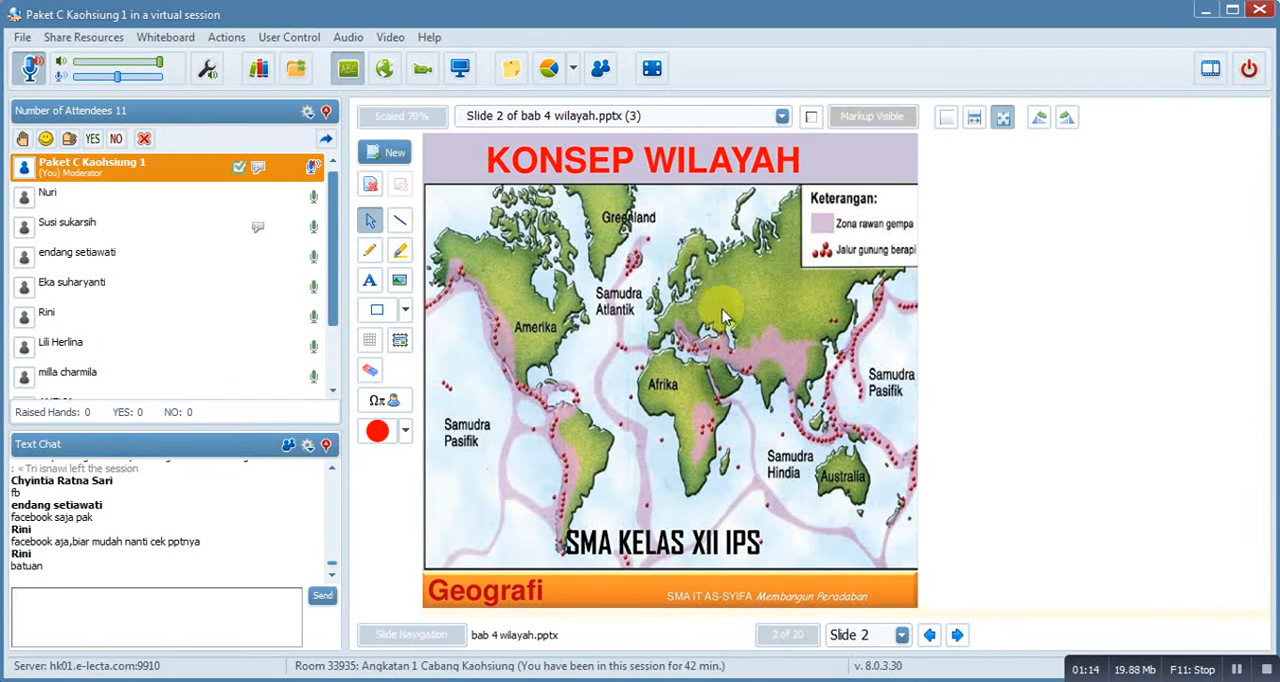 Paket C Kaohsiung 1 in a virtual session
File Share Resources Whiteboard Actions User Control Audio Video Help
Number of Attendees 11
YES NO
Paket C Kaohsiung 1
(You) Moderator
Nuri
Susi sukarsih
endang setiawati
Eka suharyanti
Rini
Lili Herlina
milla charmila
Raised Hands: 0 YES: 0 NO: 0
Text Chat
: « Tri isnawi left the session
Chyintia Ratna Sari
fb
endang setiawati
facebook saja pak
Rini
facebook aja,biar mudah nanti cek pptnya
Rini
batuan
Send
Scaled 70%
Slide 2 of bab 4 wilayah.pptx (3)
Markup Visible
New
ABC
A
Ωπ
KONSEP WILAYAH
Keterangan:
Zona rawan gempa
Jalur gunung berapi
Greenland
Samudra
Atlantik
Amerika
Afrika
Samudra
Pasifik
Samudra
Pasifik
Samudra
Hindia
Australia
SMA KELAS XII IPS
Geografi
SMA IT AS-SYIFA Membangun Peradaban
Slide Navigation
bab 4 wilayah.pptx
2 of 20
Slide 2
Server: hk01.e-lecta.com:9910
Room 33935: Angkatan 1 Cabang Kaohsiung (You have been in this session for 42 min.)
v. 8.0.3.30
01:14 19.88 Mb F11: Stop